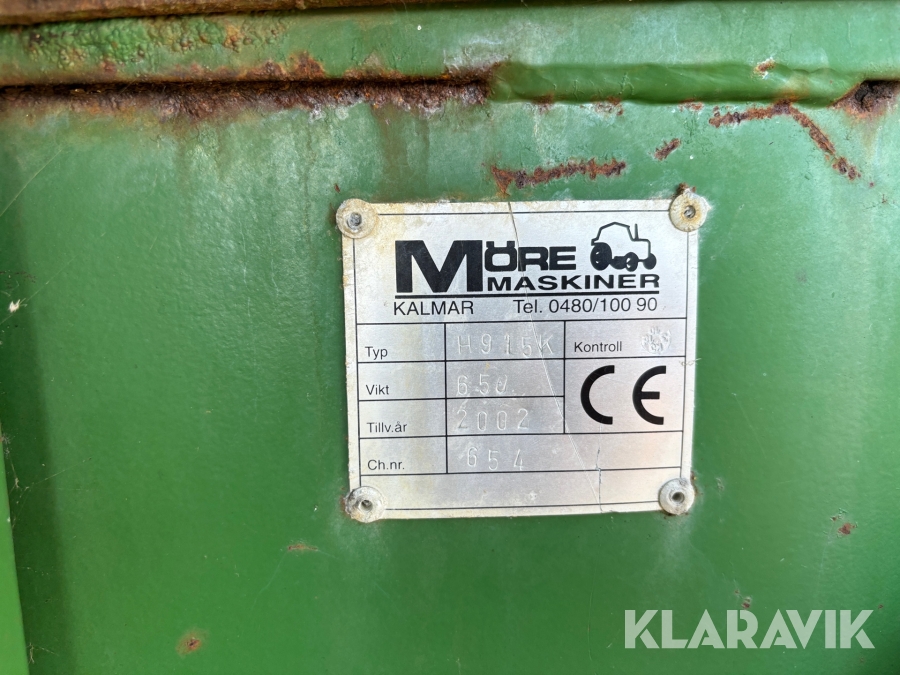 MÖRE
MASKINER
KALMAR Tel. 0480/100 90
Typ H915K Kontroll
Vikt 650
Tillv.år 2002
CE
Ch.nr. 654
KLARAVIK